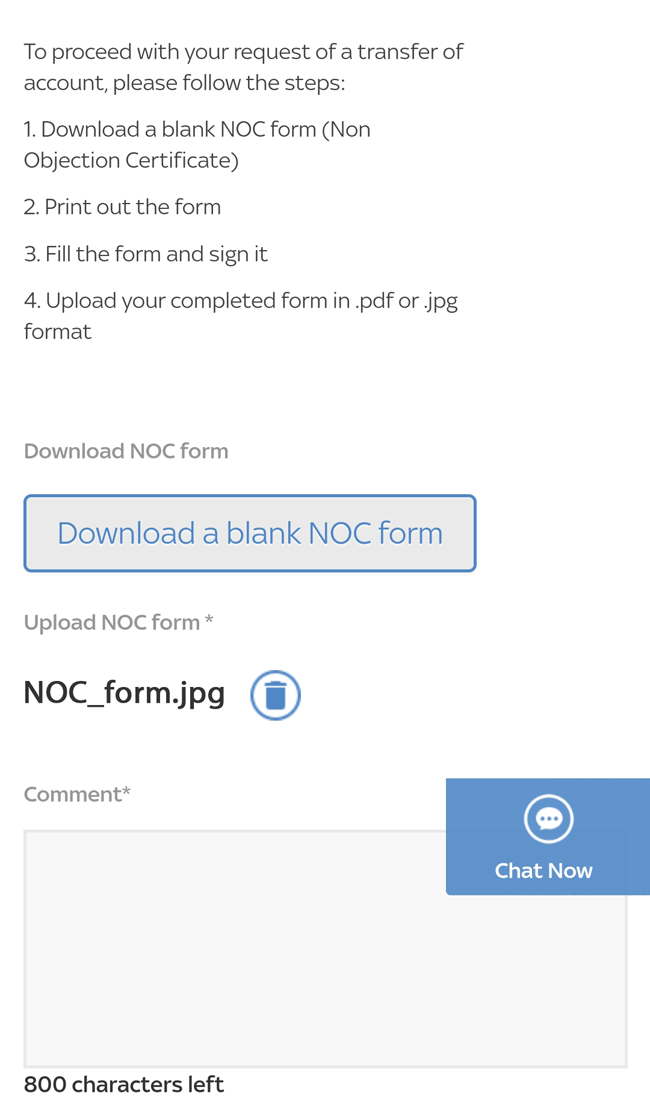 To proceed with your request of a transfer of
account, please follow the steps:
1. Download a blank NOC form (Non
Objection Certificate)
2. Print out the form
3. Fill the form and sign it
4. Upload your completed form in .pdf or .jpg
format
Download NOC form
Download a blank NOC form
Upload NOC form *
NOC_form.jpg
Comment*
Chat Now
800 characters left